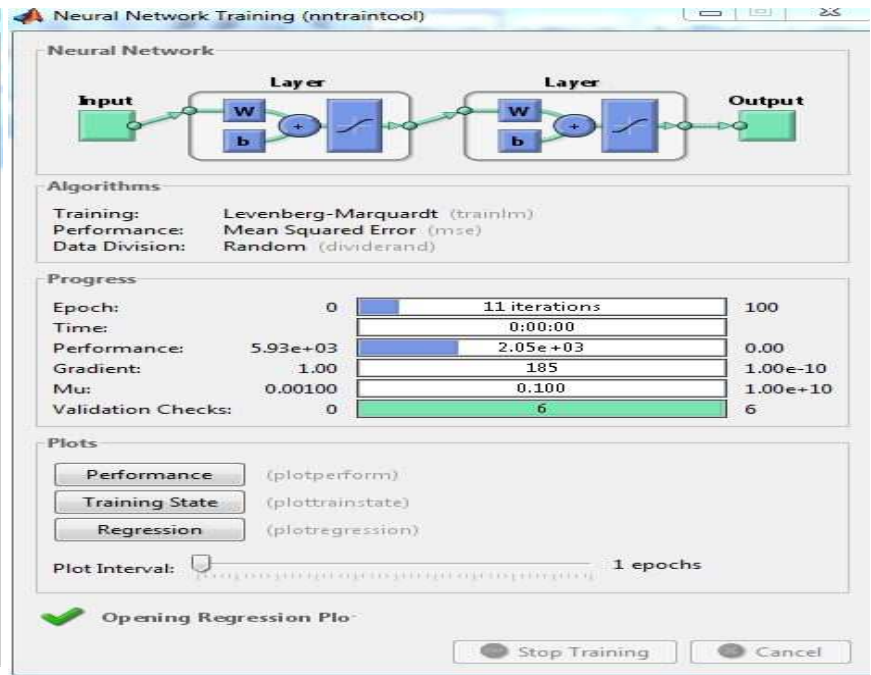 Neural Network Training (nntraintool)
Neural Network
Input
Layer
Layer
Output
W
b
+
W
b
+
Algorithms
Training: Levenberg-Marquardt (trainlm)
Performance: Mean Squared Error (mse)
Data Division: Random (dividerand)
Progress
Epoch: 0 11 iterations 100
Time: 0:00:00
Performance: 5.93e+03 2.05e+03 0.00
Gradient: 1.00 185 1.00e-10
Mu: 0.00100 0.100 1.00e+10
Validation Checks: 0 6 6
Plots
Performance (plotperform)
Training State (plottrainstate)
Regression (plotregression)
Plot Interval: 1 epochs
Opening Regression Plo
Stop Training Cancel